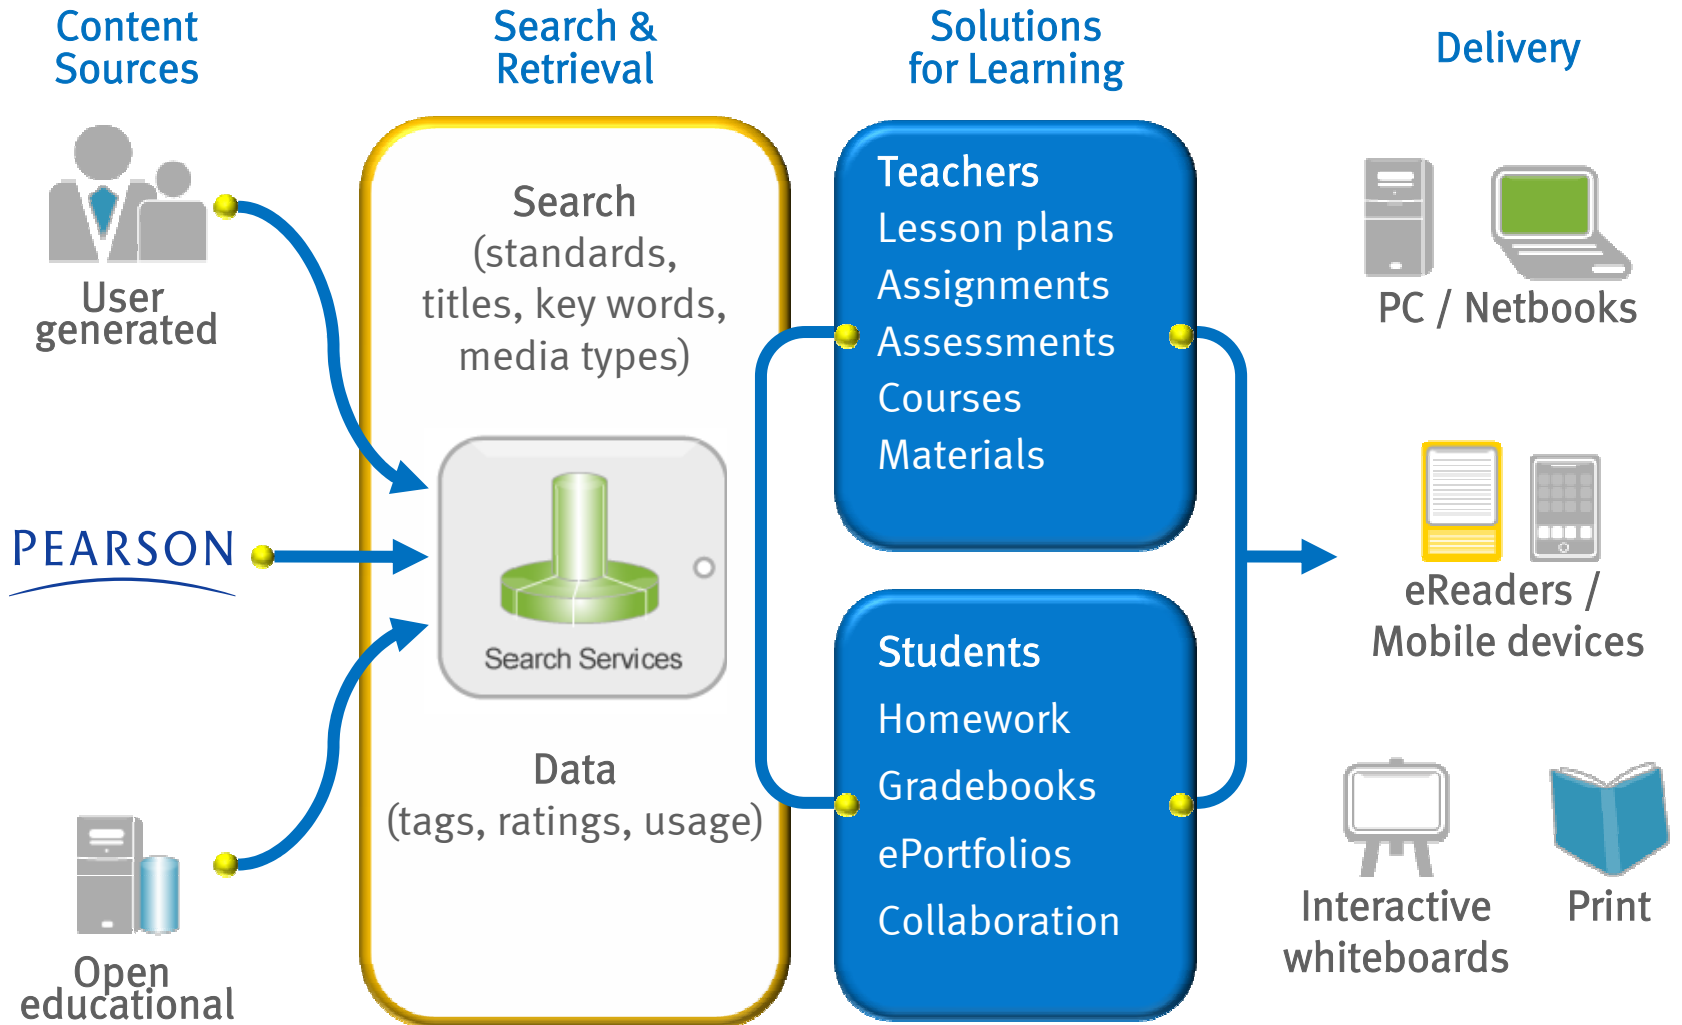 Content
Sources
User
generated
PEARSON
Open
educational
Search &
Retrieval
Search
(standards,
titles, key words,
media types)
Search Services
Data
(tags, ratings, usage)
Solutions
for Learning
Teachers
Lesson plans
Assignments
Assessments
Courses
Materials
Students
Homework
Gradebooks
ePortfolios
Collaboration
Delivery
PC / Netbooks
eReaders /
Mobile devices
Interactive
whiteboards
Print